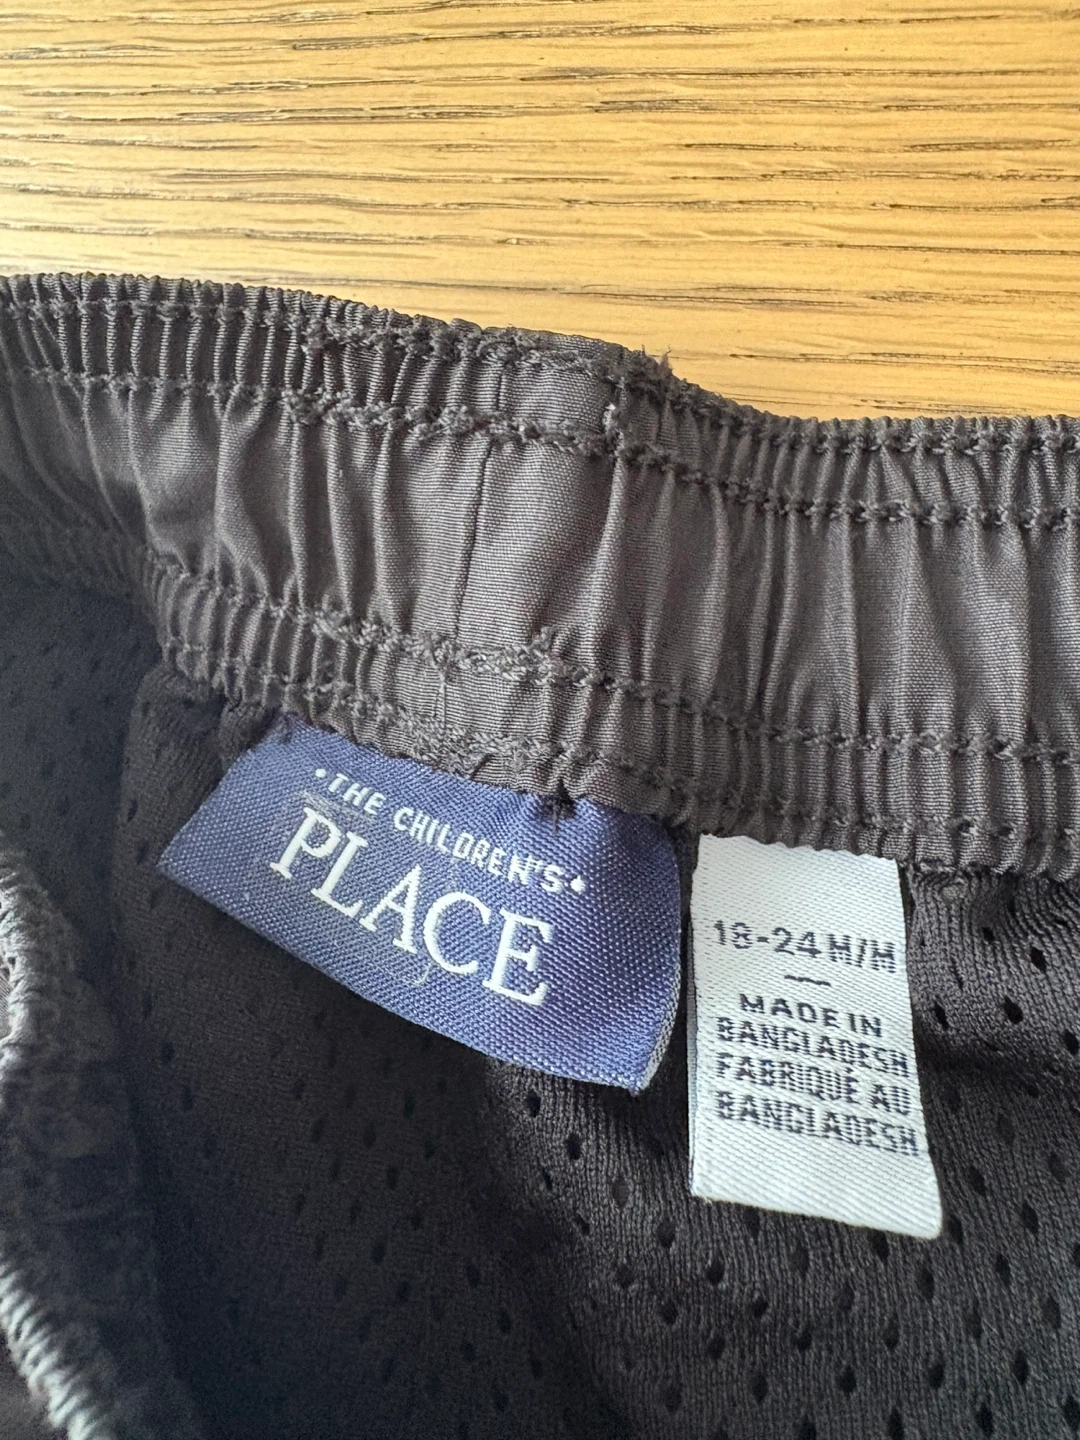 •THE CHILDREN'S•
PLACE
18-24 M/M
—
MADE IN
BANGLADESH
FABRIQUÉ AU
BANGLADESH